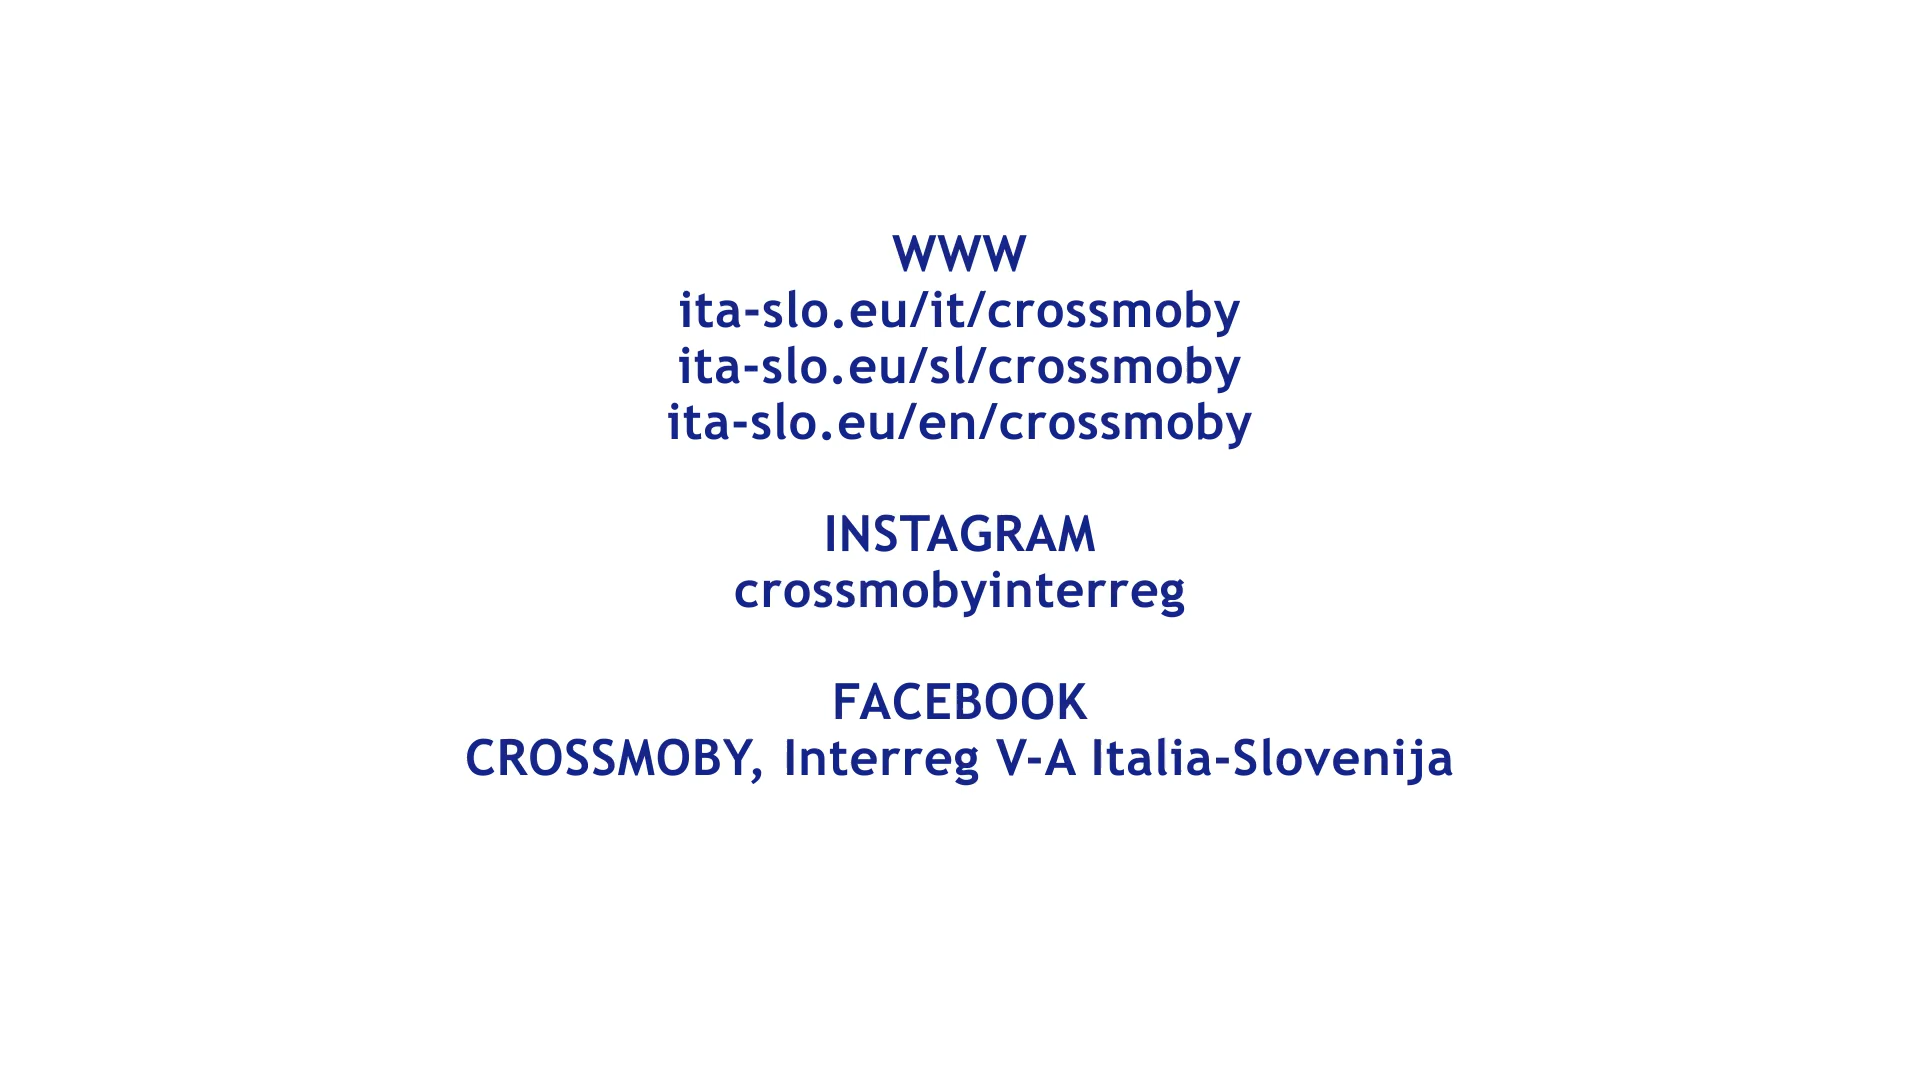 WWW
ita-slo.eu/it/crossmoby
ita-slo.eu/sl/crossmoby
ita-slo.eu/en/crossmoby
INSTAGRAM
crossmobyinterreg
FACEBOOK
CROSSMOBY, Interreg V-A Italia-Slovenija